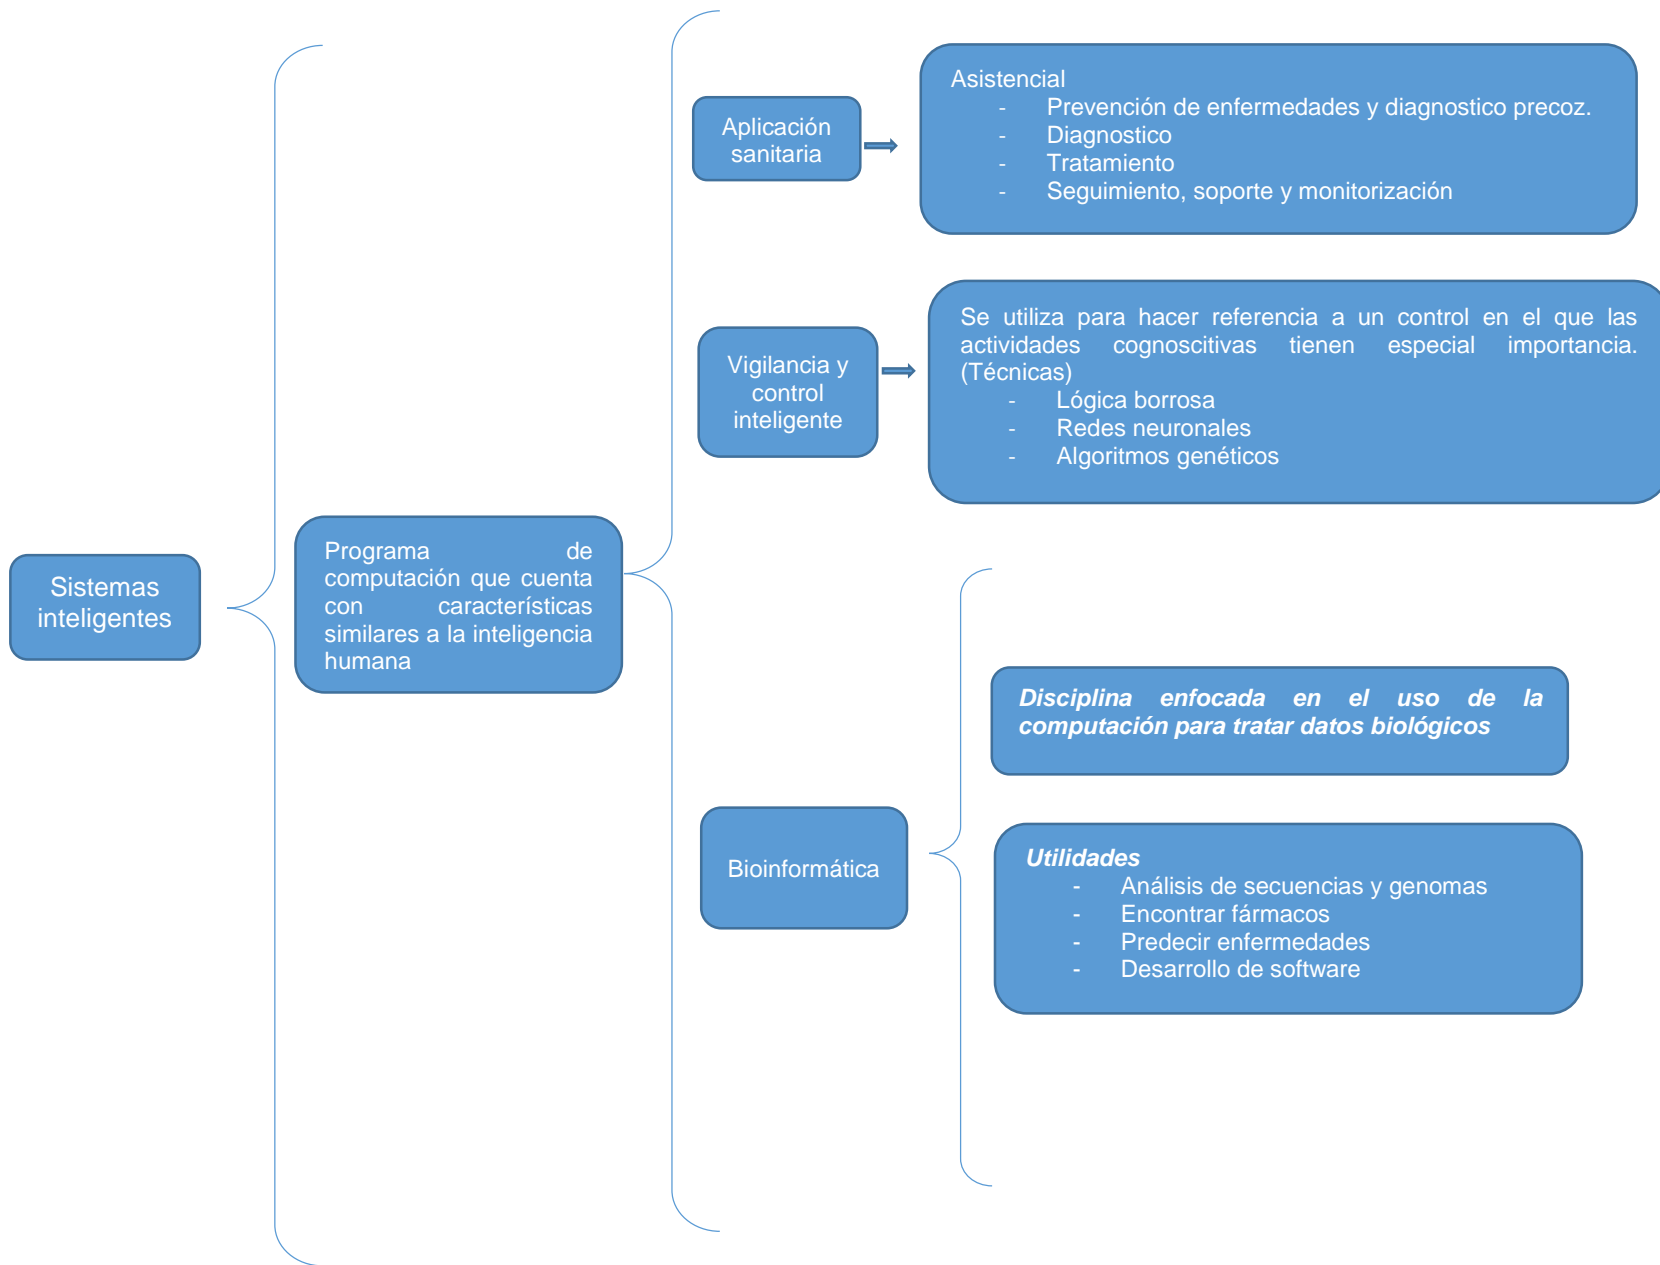 Sistemas
inteligentes
Programa de
computación que cuenta
con características
similares a la inteligencia
humana
Aplicación
sanitaria
Asistencial
- Prevención de enfermedades y diagnostico precoz.
- Diagnostico
- Tratamiento
- Seguimiento, soporte y monitorización
Vigilancia y
control
inteligente
Se utiliza para hacer referencia a un control en el que las
actividades cognoscitivas tienen especial importancia.
(Técnicas)
- Lógica borrosa
- Redes neuronales
- Algoritmos genéticos
Bioinformática
Disciplina enfocada en el uso de la
computación para tratar datos biológicos
Utilidades
- Análisis de secuencias y genomas
- Encontrar fármacos
- Predecir enfermedades
- Desarrollo de software